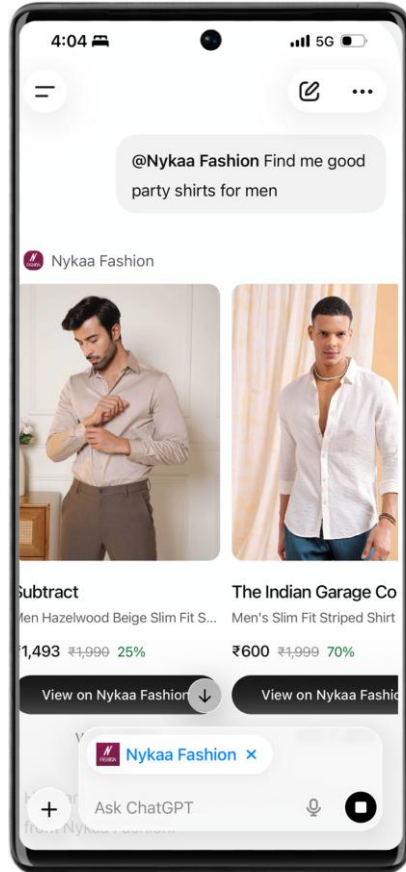 4:04
5G
@Nykaa Fashion Find me good
party shirts for men
Nykaa Fashion
Subtract
Men Hazelwood Beige Slim Fit S...
₹1,493 ₹1,990 25%
View on Nykaa Fashion
The Indian Garage Co
Men's Slim Fit Striped Shirt
₹600 ₹1,999 70%
View on Nykaa Fashio
Nykaa Fashion ×
Ask ChatGPT
from Nykaa Fashion.